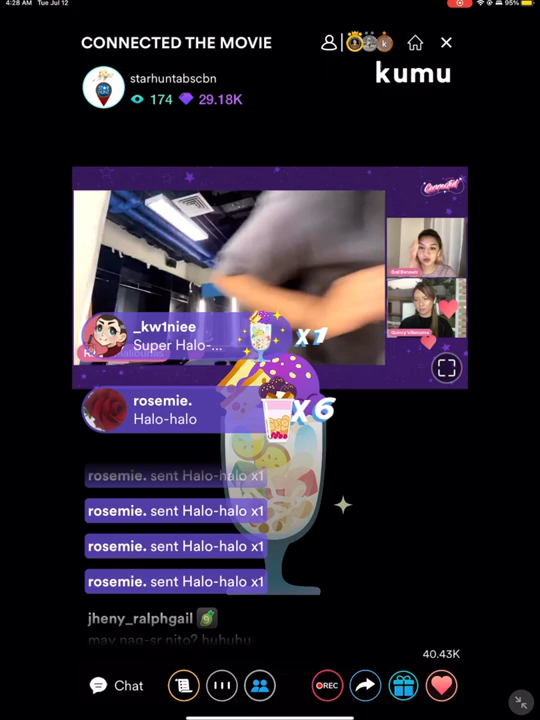 4:28 AM Tue Jul 12
95%
CONNECTED THE MOVIE
kumu
starhuntabscbn
174 29.18K
Connected
_kw1niee
Super Halo-...
X1
rosemie.
Halo-halo
X6
rosemie. sent Halo-halo x1
rosemie. sent Halo-halo x1
rosemie. sent Halo-halo x1
rosemie. sent Halo-halo x1
jheny_ralphgail
may nag-sr nito? huhuhu
40.43K
Chat
REC